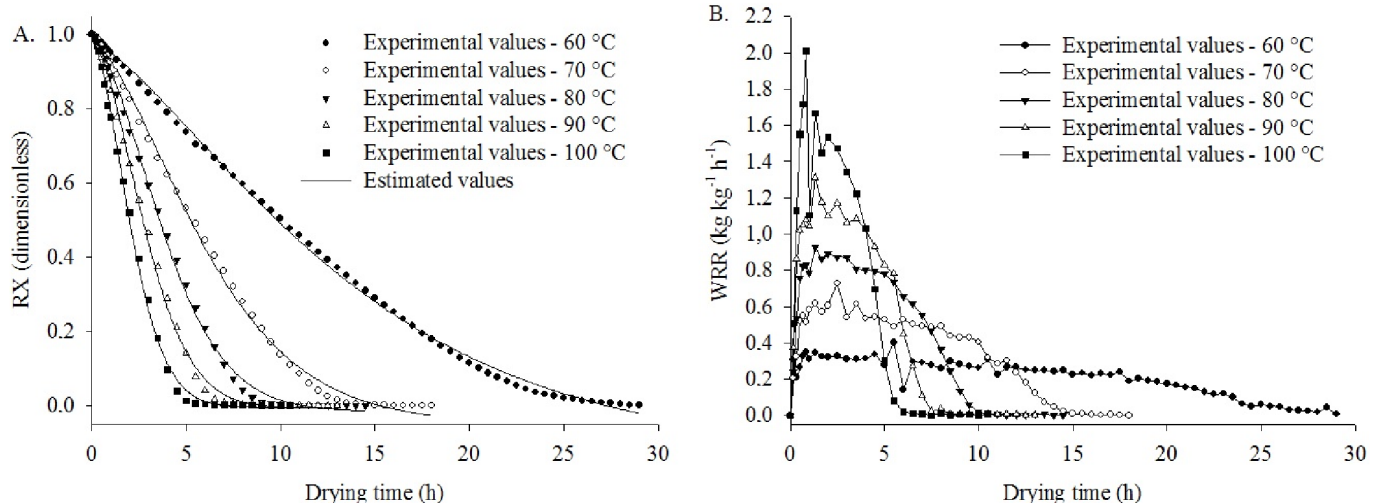 A.
RX (dimensionless)
1.0
0.8
0.6
0.4
0.2
0.0
0 5 10 15 20 25 30
Drying time (h)
Experimental values - 60 °C
Experimental values - 70 °C
Experimental values - 80 °C
Experimental values - 90 °C
Experimental values - 100 °C
Estimated values
B.
WRR (kg kg⁻¹ h⁻¹)
2.2
2.0
1.8
1.6
1.4
1.2
1.0
0.8
0.6
0.4
0.2
0.0
0 5 10 15 20 25 30
Drying time (h)
Experimental values - 60 °C
Experimental values - 70 °C
Experimental values - 80 °C
Experimental values - 90 °C
Experimental values - 100 °C